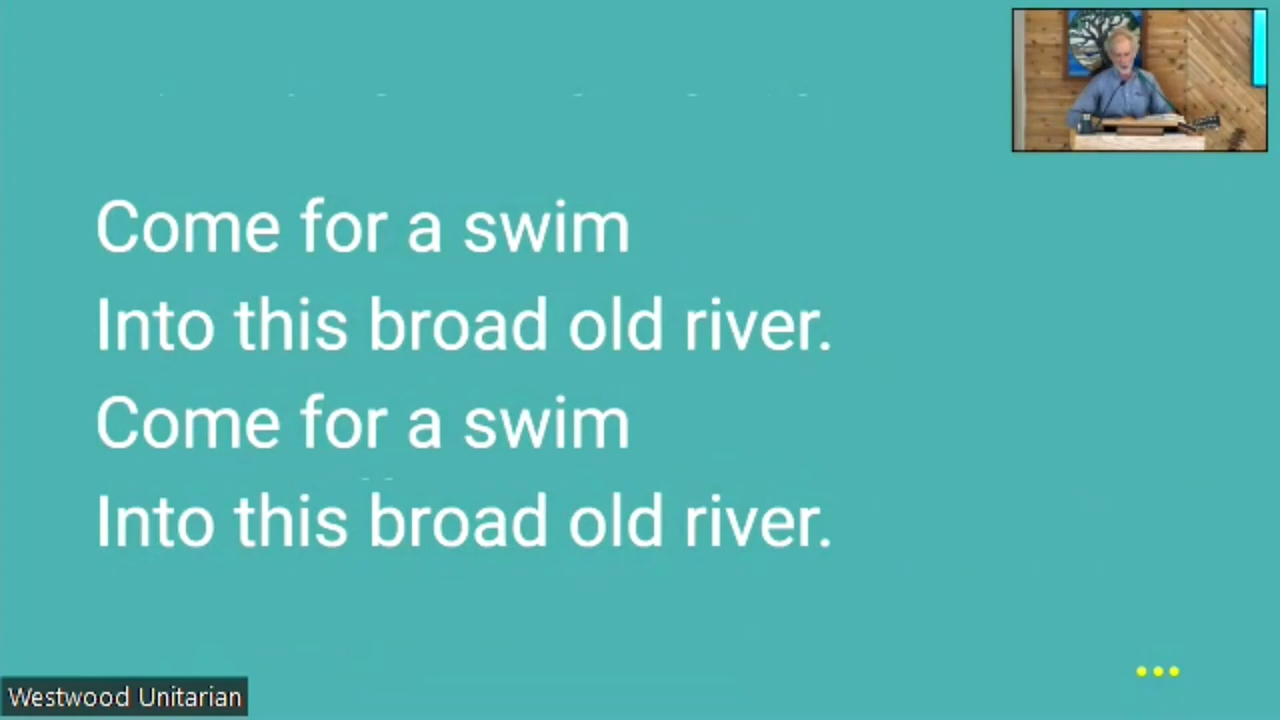 Come for a swim
Into this broad old river.
Come for a swim
Into this broad old river.
Westwood Unitarian